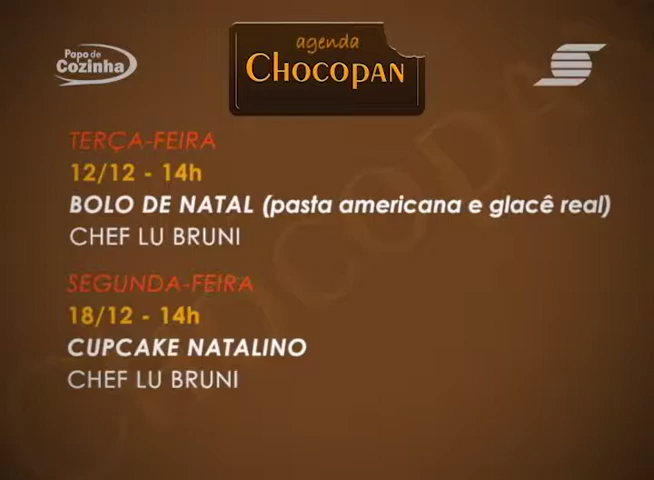 Papo de
Cozinha
agenda
CHOCOPAN
TERÇA-FEIRA
12/12 - 14h
BOLO DE NATAL (pasta americana e glacê real)
CHEF LU BRUNI
SEGUNDA-FEIRA
18/12 - 14h
CUPCAKE NATALINO
CHEF LU BRUNI